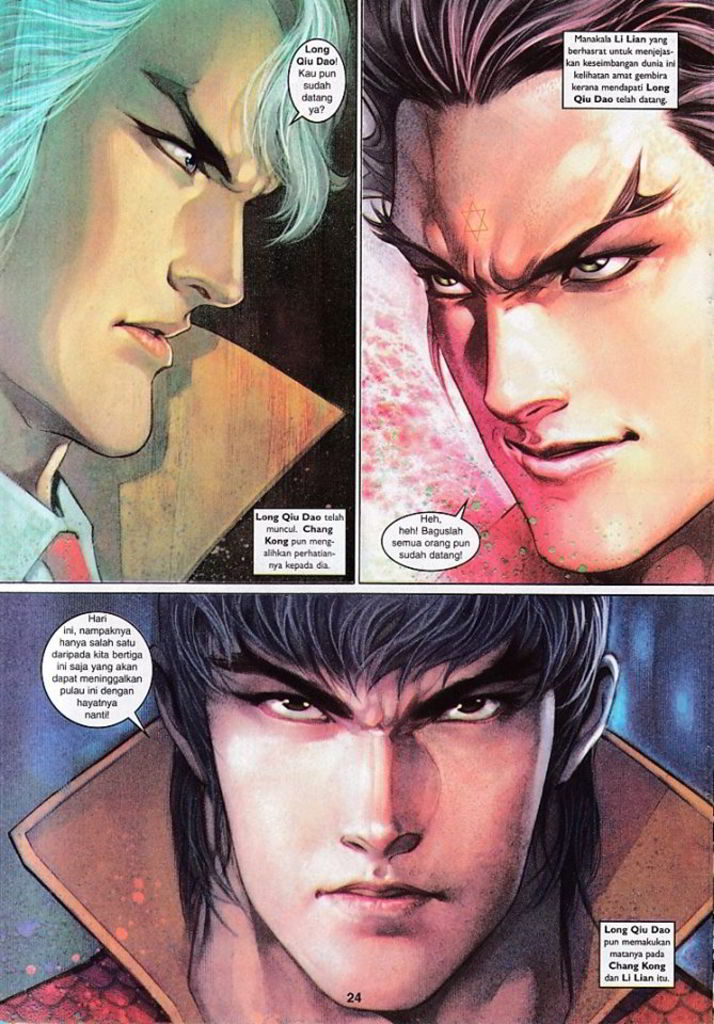 Long
Qiu Dao!
Kau pun
sudah
datang
ya?
Long Qiu Dao telah
muncul. Chang
Kong pun meng-
alihkan perhatian-
nya kepada dia.
Manakala Li Lian yang
berhasrat untuk menjejas-
kan keseimbangan dunia ini
kelihatan amat gembira
kerana mendapati Long
Qiu Dao telah datang.
Heh,
heh! Baguslah
semua orang pun
sudah datang!
Hari
ini, nampaknya
hanya salah satu
daripada kita bertiga
ini saja yang akan
dapat meninggalkan
pulau ini dengan
hayatnya
nanti!
Long Qiu Dao
pun memakukan
matanya pada
Chang Kong
dan Li Lian itu.
24